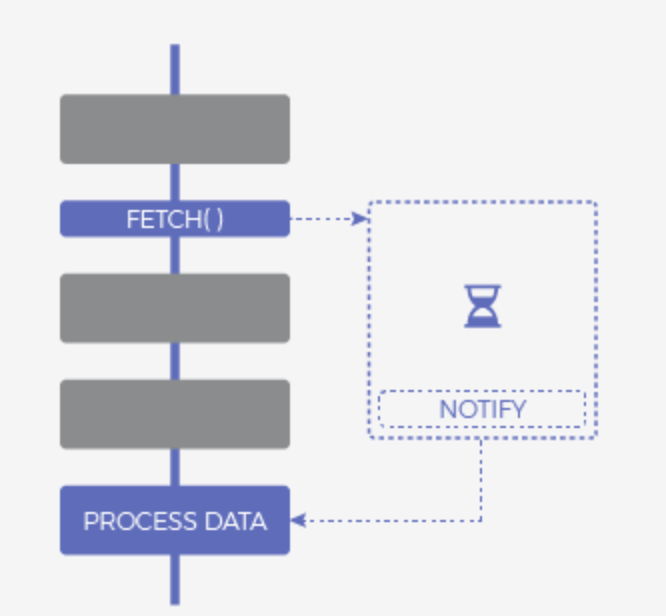 FETCH( )
NOTIFY
PROCESS DATA